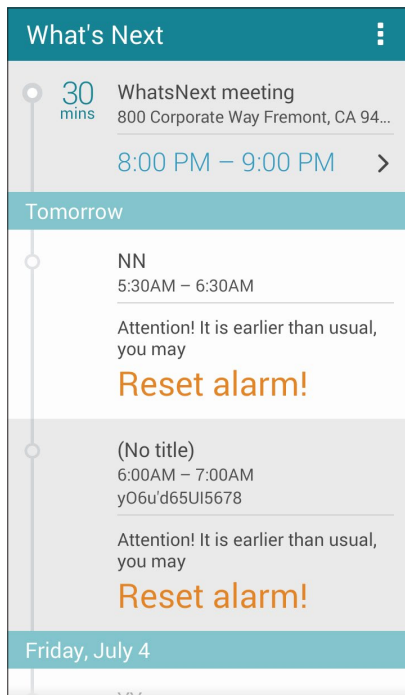 What's Next
30 mins
WhatsNext meeting
800 Corporate Way Fremont, CA 94...
8:00 PM – 9:00 PM
Tomorrow
NN
5:30AM – 6:30AM
Attention! It is earlier than usual,
you may
Reset alarm!
(No title)
6:00AM – 7:00AM
yO6u'd65UI5678
Attention! It is earlier than usual,
you may
Reset alarm!
Friday, July 4